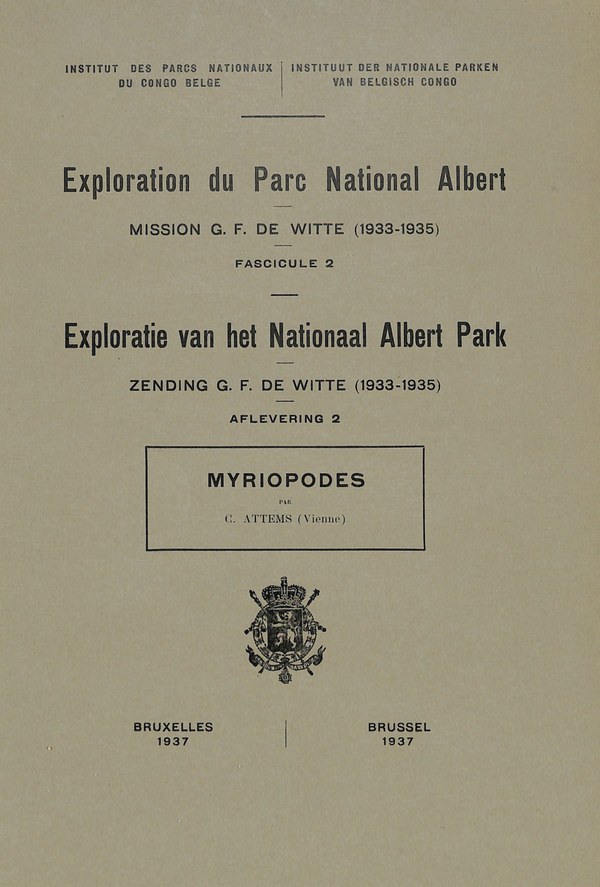 INSTITUT DES PARCS NATIONAUX
DU CONGO BELGE
INSTITUUT DER NATIONALE PARKEN
VAN BELGISCH CONGO
Exploration du Parc National Albert
MISSION G. F. DE WITTE (1933-1935)
FASCICULE 2
Exploratie van het Nationaal Albert Park
ZENDING G. F. DE WITTE (1933-1935)
AFLEVERING 2
MYRIOPODES
PAR
C. ATTEMS (Vienne)
BRUXELLES
1937
BRUSSEL
1937